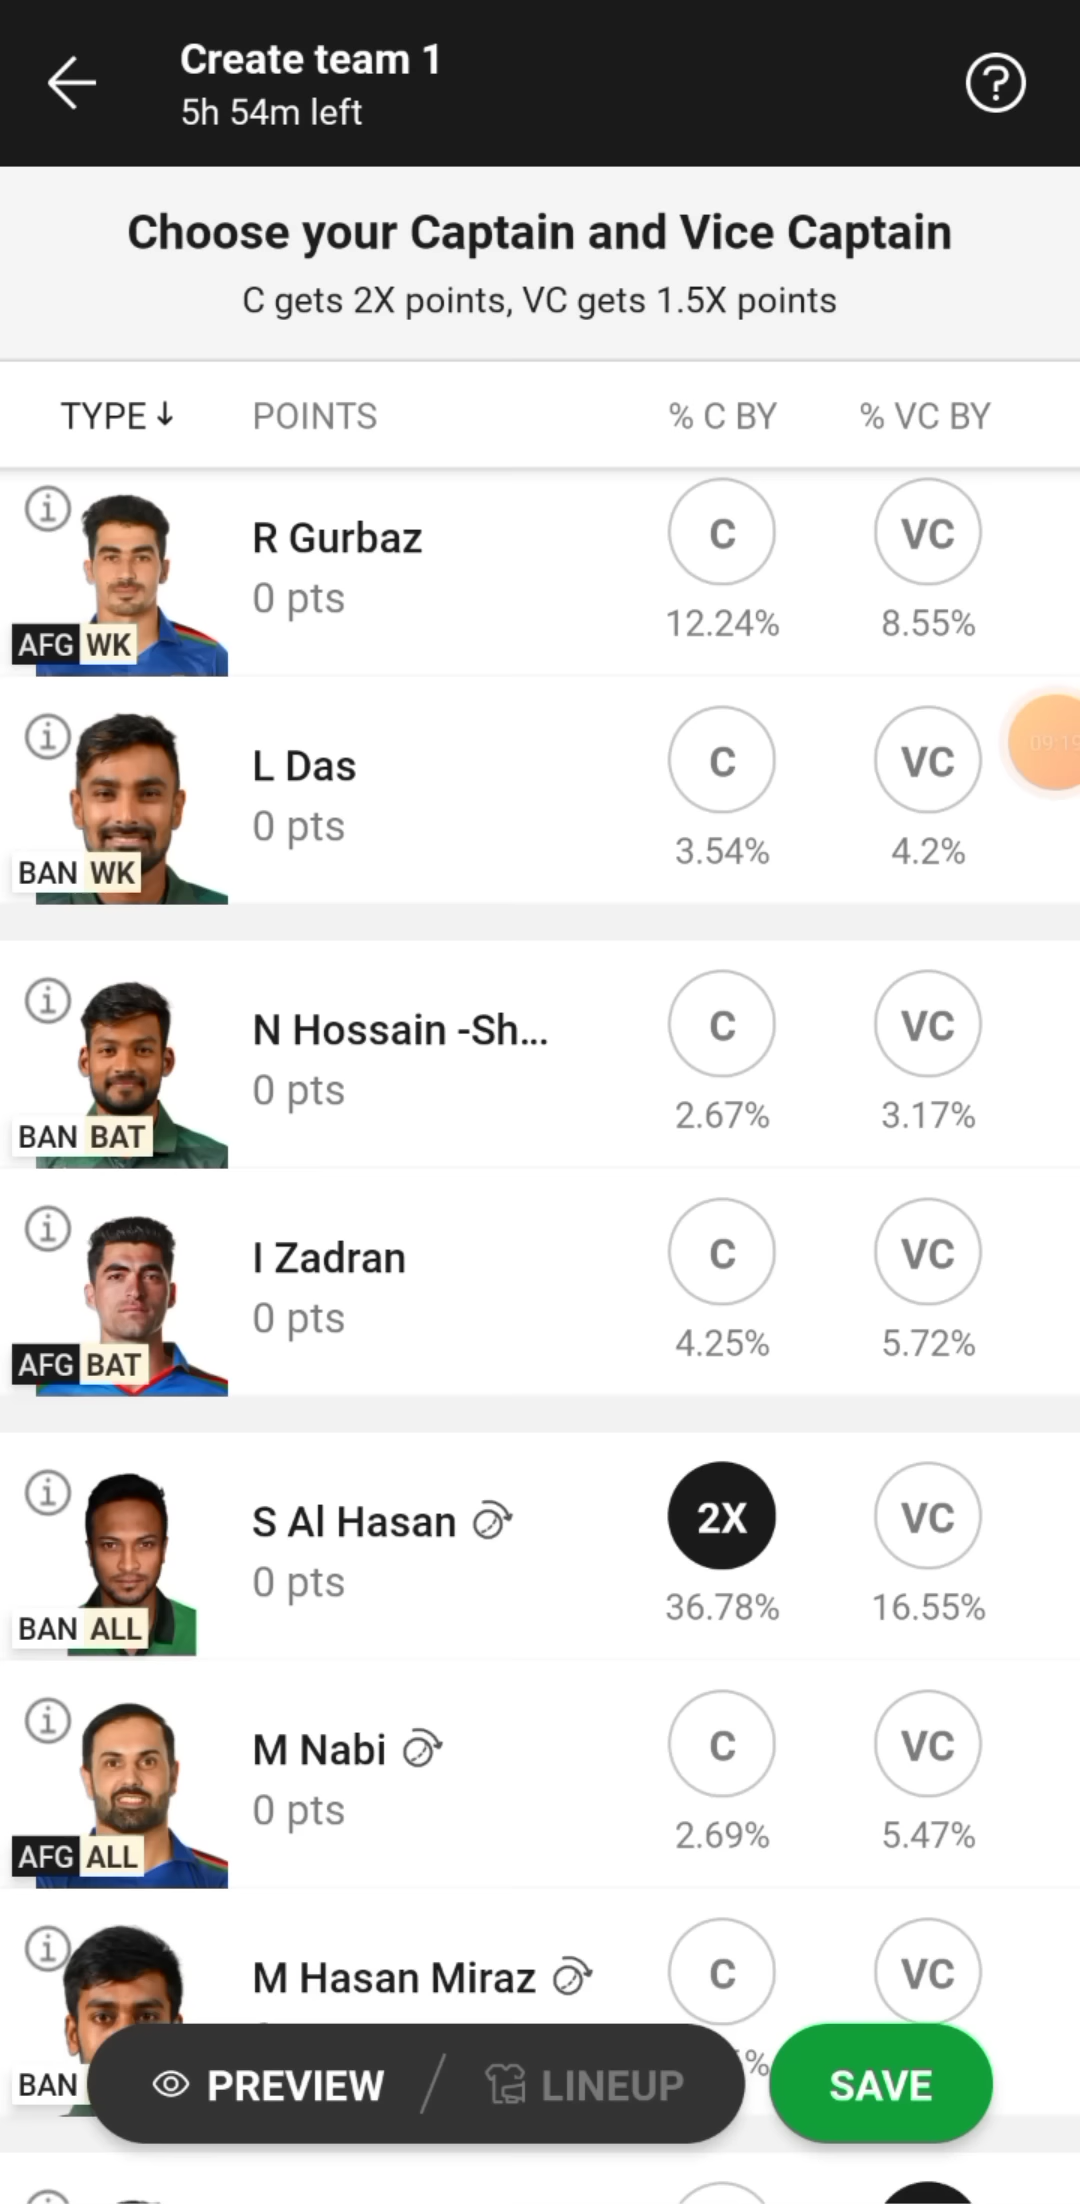 Create team 1
5h 54m left
Choose your Captain and Vice Captain
C gets 2X points, VC gets 1.5X points
TYPE↓ POINTS % C BY % VC BY
R Gurbaz C VC
0 pts 12.24% 8.55%
AFG WK
L Das C VC
09:19
0 pts 3.54% 4.2%
BAN WK
N Hossain -Sh... C VC
0 pts 2.67% 3.17%
BAN BAT
I Zadran C VC
0 pts 4.25% 5.72%
AFG BAT
S Al Hasan 2X VC
0 pts 36.78% 16.55%
BAN ALL
M Nabi C VC
0 pts 2.69% 5.47%
AFG ALL
M Hasan Miraz C VC
%
BAN PREVIEW / LINEUP SAVE